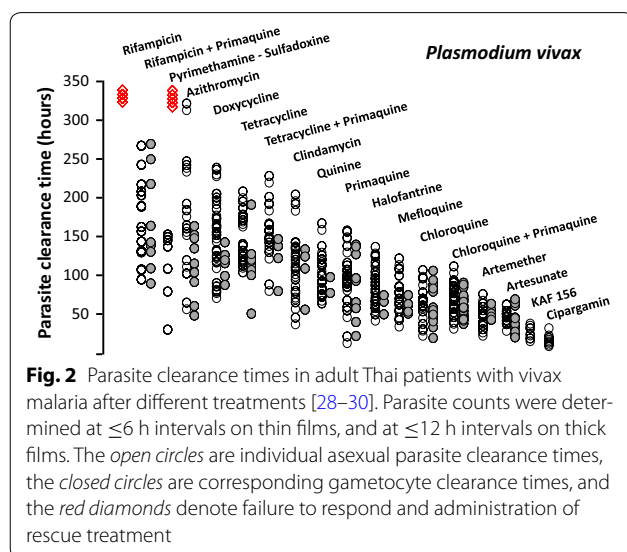 Plasmodium vivax
Rifampicin
Rifampicin + Primaquine
Pyrimethamine - Sulfadoxine
Azithromycin
Doxycycline
Tetracycline
Tetracycline + Primaquine
Clindamycin
Quinine
Primaquine
Halofantrine
Mefloquine
Chloroquine
Chloroquine + Primaquine
Artemether
Artesunate
KAF 156
Cipargamin
Parasite clearance time (hours)
350
300
250
200
150
100
50
Fig. 2 Parasite clearance times in adult Thai patients with vivax
malaria after different treatments [28–30]. Parasite counts were deter-
mined at ≤6 h intervals on thin films, and at ≤12 h intervals on thick
films. The open circles are individual asexual parasite clearance times,
the closed circles are corresponding gametocyte clearance times, and
the red diamonds denote failure to respond and administration of
rescue treatment